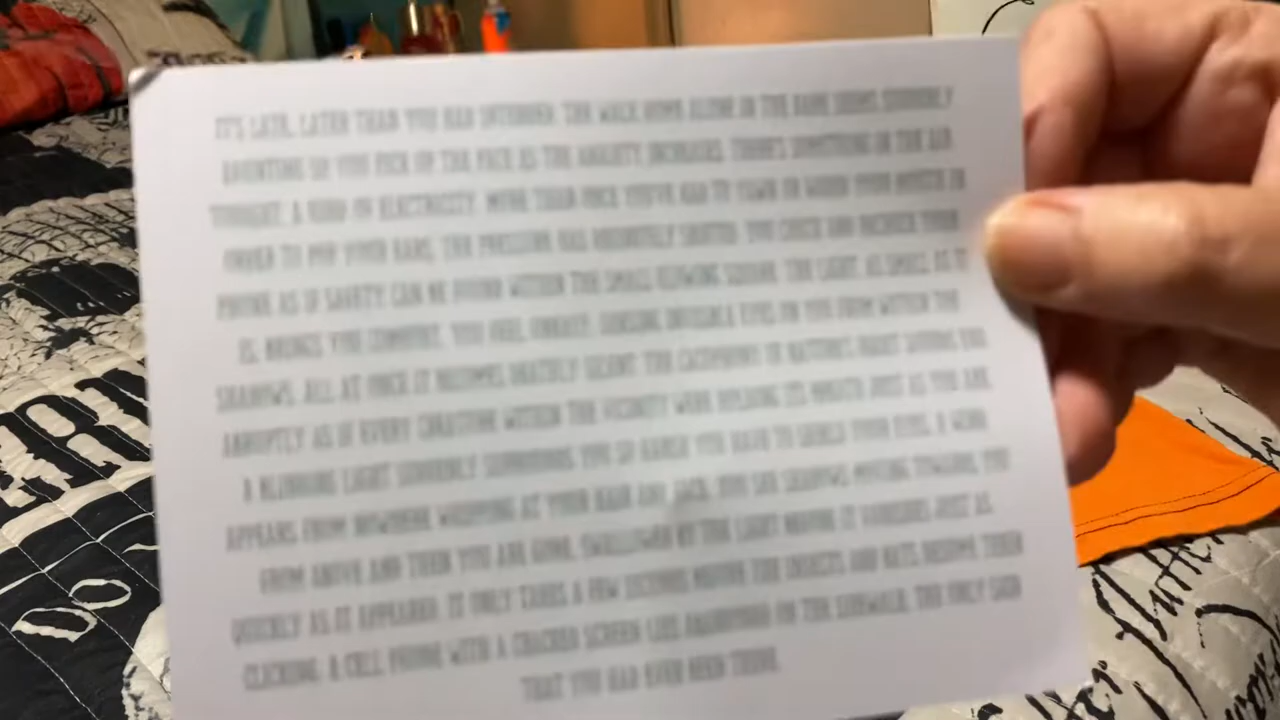 IT'S LATE. LATER THAN YOU HAD INTENDED. THE WALK HOME ALONE IN THE DARK SEEMS SUDDENLY
DAUNTING SO YOU PICK UP THE PACE AS THE ANXIETY INCREASES. THERE'S SOMETHING IN THE AIR
TONIGHT. A KIND OF ELECTRICITY. MORE THAN ONCE YOU'VE HAD TO YAWN OR WORK YOUR MOUTH IN
ORDER TO POP YOUR EARS. THE PRESSURE HAS DEFINITELY SHIFTED. YOU CHECK AND RECHECK YOUR
PHONE AS IF SAFETY CAN BE FOUND WITHIN THE SMALL GLOWING SQUARE. THE LIGHT, AS SMALL AS IT
IS, BRINGS YOU COMFORT. YOU FEEL UNEASY. SENSING INVISIBLE EYES ON YOU FROM WITHIN THE
SHADOWS. ALL AT ONCE IT BECOMES DEATHLY SILENT. THE CACOPHONY OF NATURE'S NIGHT SOUNDS END
ABRUPTLY AS IF EVERY CREATURE WITHIN THE VICINITY WERE HOLDING ITS BREATH JUST AS YOU ARE.
A BLINDING LIGHT SUDDENLY SURROUNDS YOU SO HARSH YOU HAVE TO SHIELD YOUR EYES. A WIND
APPEARS FROM NOWHERE WHIPPING AT YOUR HAIR AND YOU SEE SHADOWS MOVING TOWARDS YOU
FROM ABOVE AND THEN YOU ARE GONE. SWALLOWED BY THE LIGHT BEFORE IT VANISHES JUST AS
QUICKLY AS IT APPEARED. IT ONLY TAKES A FEW SECONDS BEFORE THE INSECTS AND BATS RESUME THEIR
CLICKING. A CELL PHONE WITH A CRACKED SCREEN LIES ABANDONED ON THE SIDEWALK. THE ONLY SIGN
THAT YOU HAD EVER BEEN THERE.